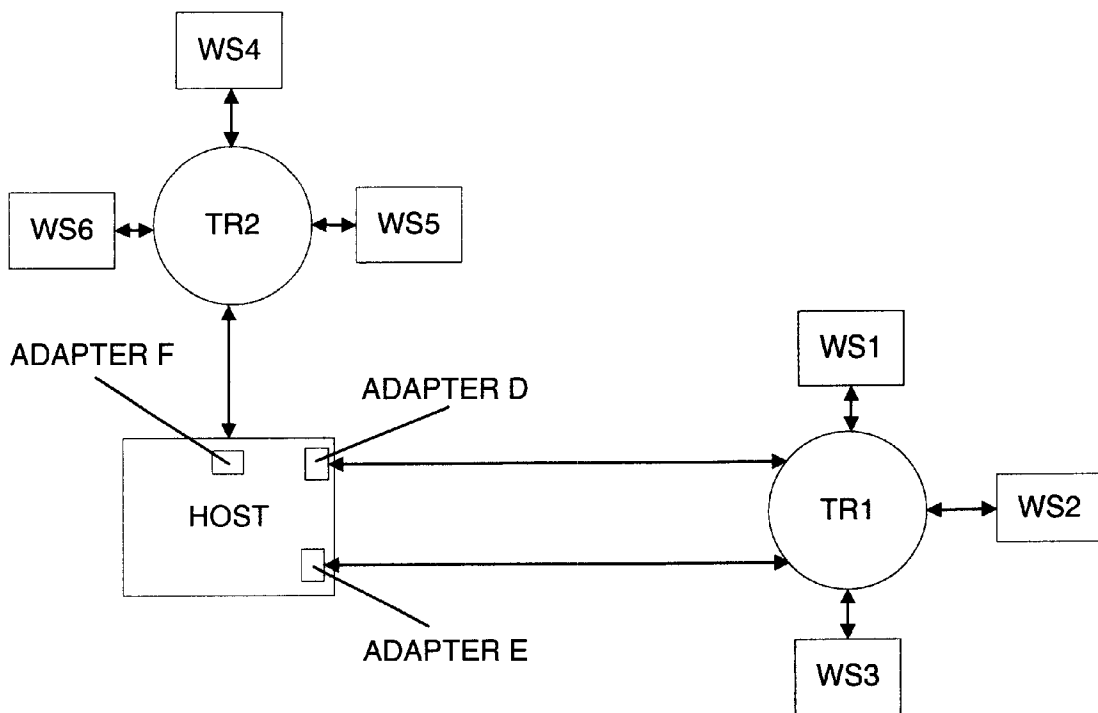 WS4
WS6
TR2
WS5
ADAPTER F
ADAPTER D
WS1
HOST
TR1
WS2
ADAPTER E
WS3